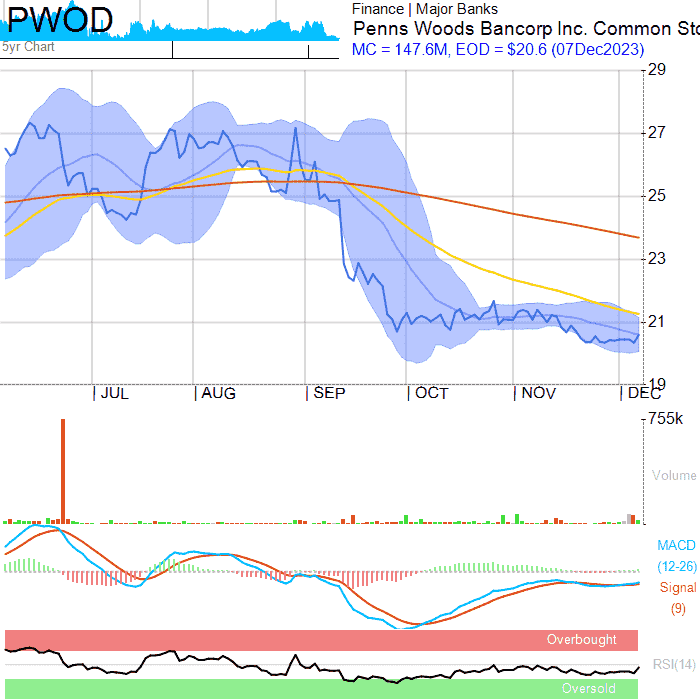 PWOD
5yr Chart
Finance | Major Banks
Penns Woods Bancorp Inc. Common Sto
MC = 147.6M, EOD = $20.6 (07Dec2023)
29
27
25
23
21
19
JUL AUG SEP OCT NOV DEC
755k
Volume
MACD
(12-26)
Signal
(9)
Overbought
RSI(14)
Oversold